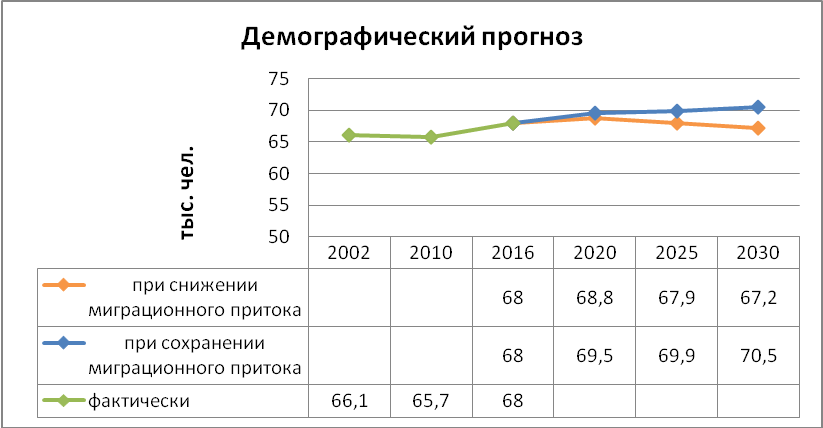 Демографический прогноз
75
70
65
60
55
50
тыс. чел.
2002 2010 2016 2020 2025 2030
при снижении
миграционного притока
68 68,8 67,9 67,2
при сохранении
миграционного притока
68 69,5 69,9 70,5
фактически 66,1 65,7 68